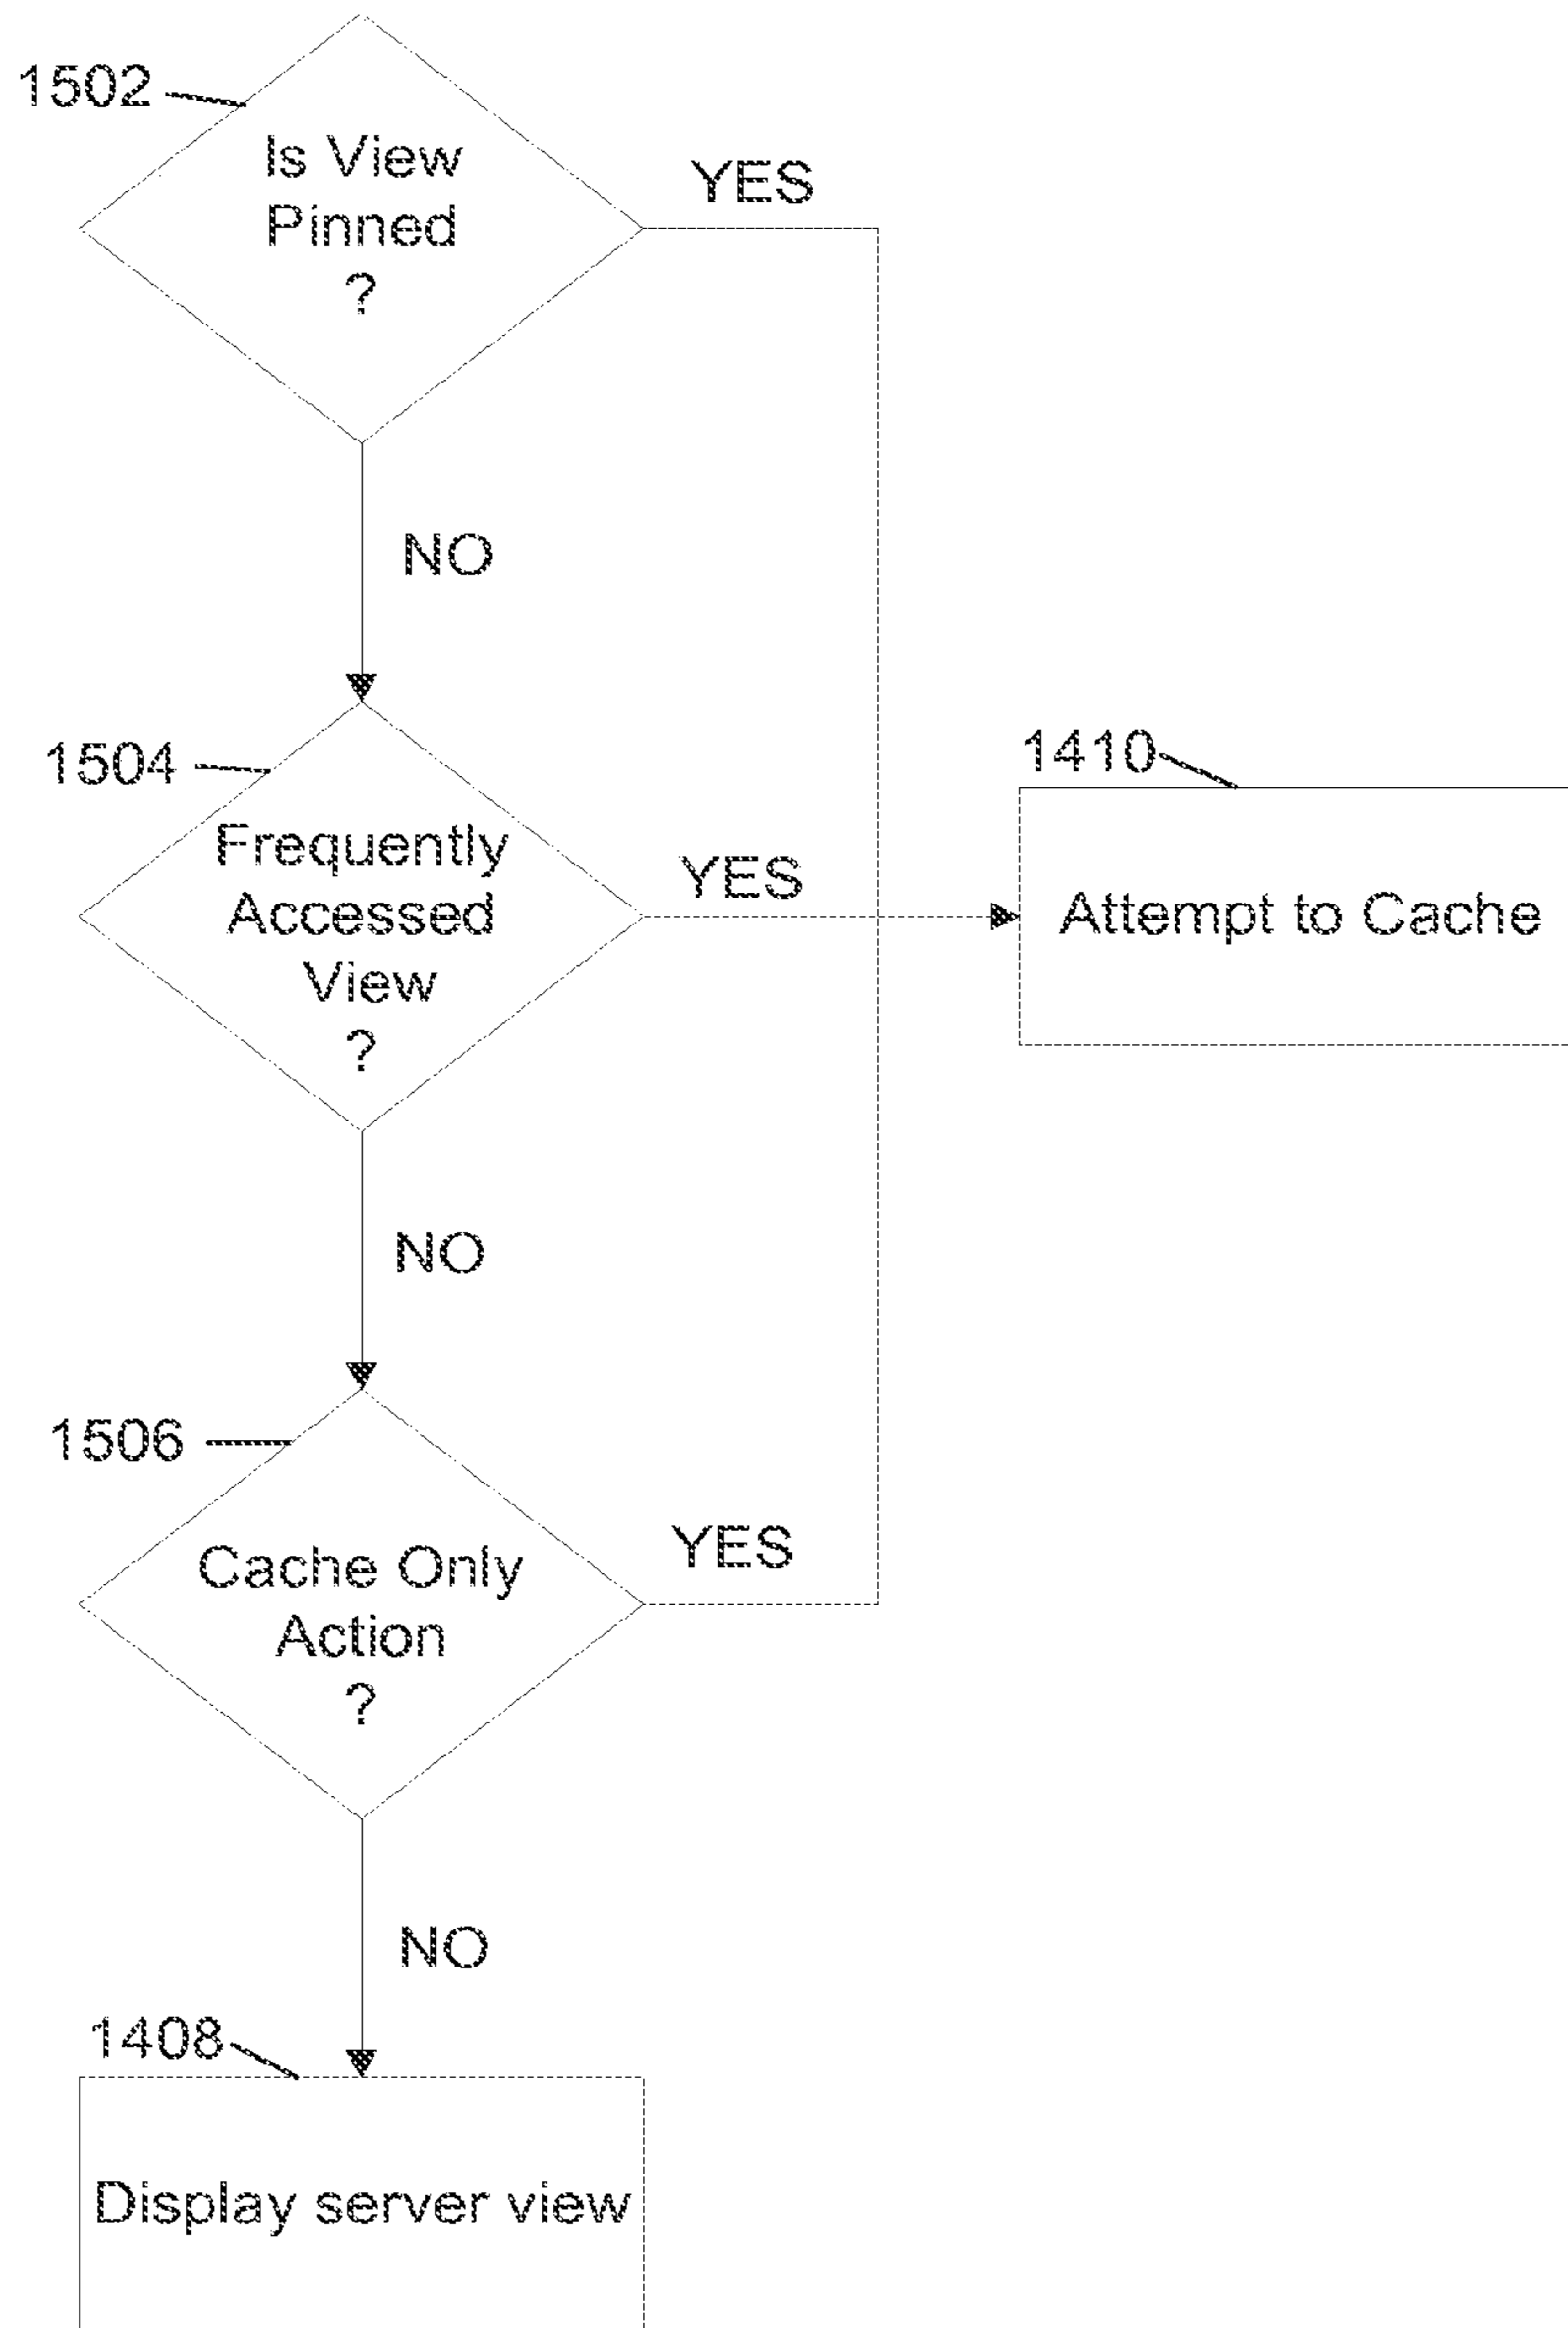 1502
Is View
Pinned
?
YES
NO
1504
Frequently
Accessed
View
?
YES
1410
Attempt to Cache
NO
1506
Cache Only
Action
?
YES
NO
1408
Display server view